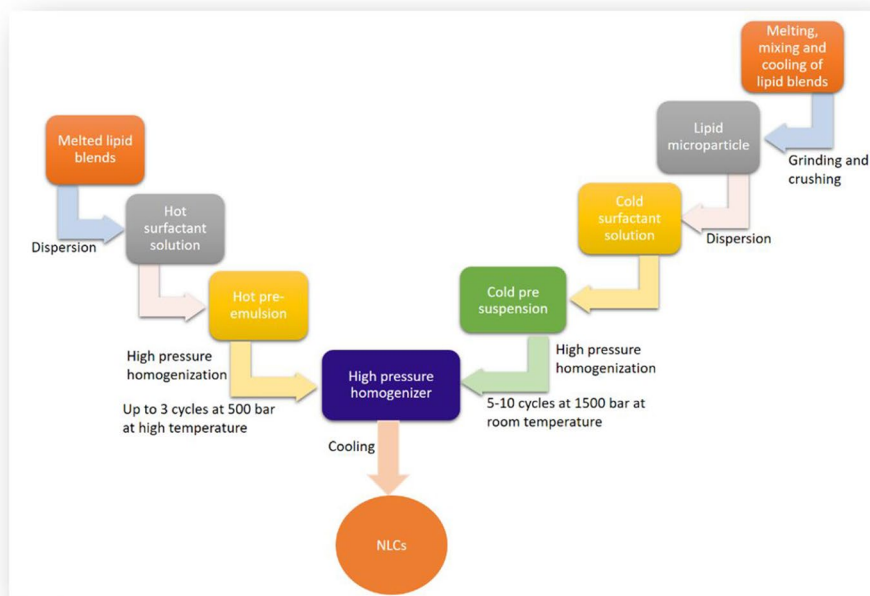 Melting,
mixing and
cooling of
lipid blends
Melted lipid
blends
Lipid
microparticle
Grinding and
crushing
Hot
surfactant
solution
Cold
surfactant
solution
Dispersion
Dispersion
Hot pre-
emulsion
Cold pre
suspension
High pressure
homogenization
High pressure
homogenizer
High pressure
homogenization
Up to 3 cycles at 500 bar
at high temperature
5-10 cycles at 1500 bar at
room temperature
Cooling
NLCs